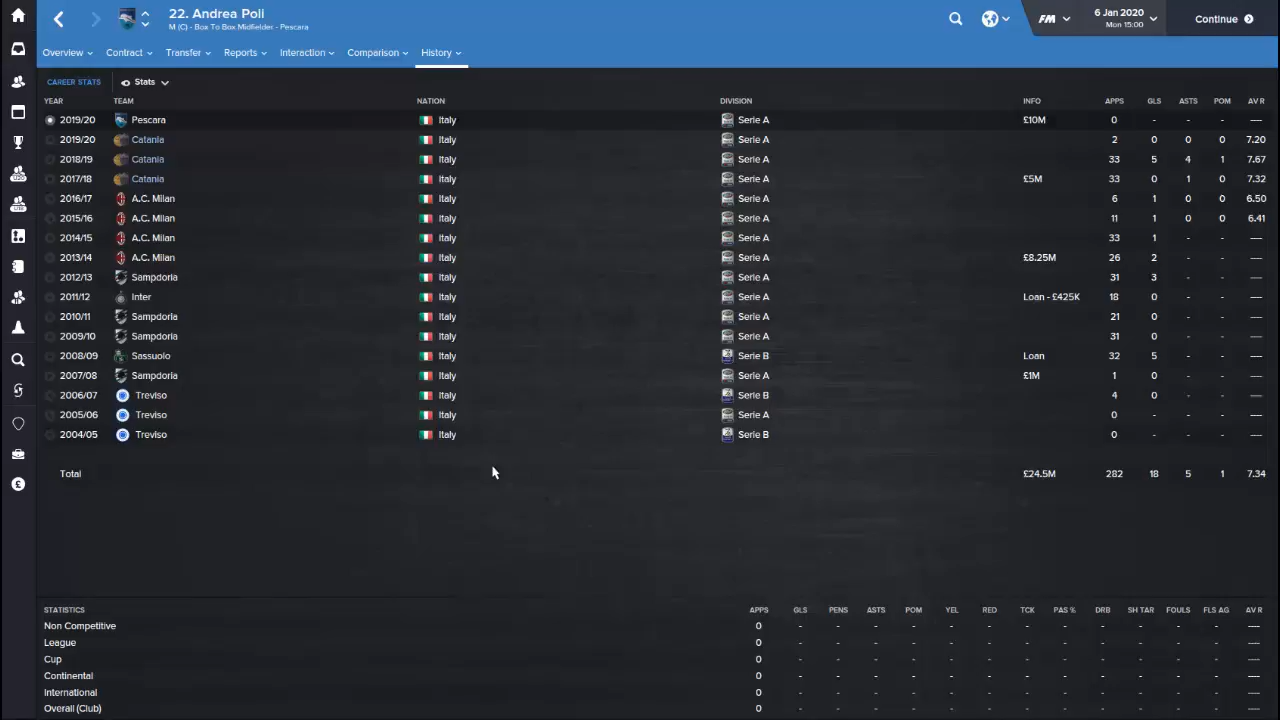 22. Andrea Poli
M (C) - Box To Box Midfielder - Pescara
FM
6 Jan 2020
Mon 15:00
Continue
Overview Contract Transfer Reports Interaction Comparison History
CAREER STATS Stats
YEAR TEAM NATION DIVISION INFO APPS GLS ASTS POM AV R
2019/20 Pescara Italy Serie A £10M 0 - - - ----
2019/20 Catania Italy Serie A 2 0 0 0 7.20
2018/19 Catania Italy Serie A 33 5 4 1 7.67
2017/18 Catania Italy Serie A £5M 33 0 1 0 7.32
2016/17 A.C. Milan Italy Serie A 6 1 0 0 6.50
2015/16 A.C. Milan Italy Serie A 11 1 0 0 6.41
2014/15 A.C. Milan Italy Serie A 33 1 - - ----
2013/14 A.C. Milan Italy Serie A £8.25M 26 2 - - ----
2012/13 Sampdoria Italy Serie A 31 3 - - ----
2011/12 Inter Italy Serie A Loan - £425K 18 0 - - ----
2010/11 Sampdoria Italy Serie A 21 0 - - ----
2009/10 Sampdoria Italy Serie A 31 0 - - ----
2008/09 Sassuolo Italy Serie B Loan 32 5 - - ----
2007/08 Sampdoria Italy Serie A £1M 1 0 - - ----
2006/07 Treviso Italy Serie B 4 0 - - ----
2005/06 Treviso Italy Serie A 0 - - - ----
2004/05 Treviso Italy Serie B 0 - - - ----
Total £24.5M 282 18 5 1 7.34
STATISTICS APPS GLS PENS ASTS POM YEL RED TCK PAS % DRB SH TAR FOULS FLS AG AV R
Non Competitive 0 - - - - - - - - - - - - ----
League 0 - - - - - - - - - - - - ----
Cup 0 - - - - - - - - - - - - ----
Continental 0 - - - - - - - - - - - - ----
International 0 - - - - - - - - - - - - ----
Overall (Club) 0 - - - - - - - - - - - - ----